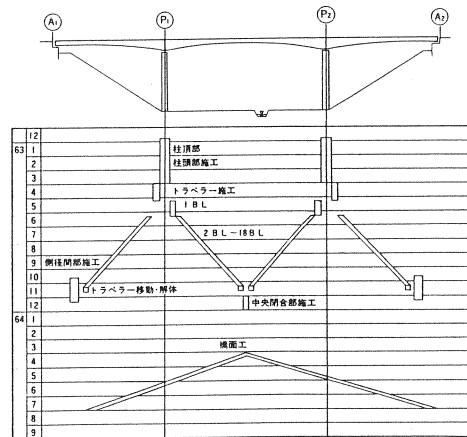 A1
P1
P2
A2
12
63 1
柱頂部
2
柱頭部施工
3
4
トラベラー施工
5
1BL
6
7
2BL~18BL
8
9
側径間部施工
10
11
トラベラー移動・解体
12
中央閉合部施工
64 1
2
3
橋面工
4
5
6
7
8
9